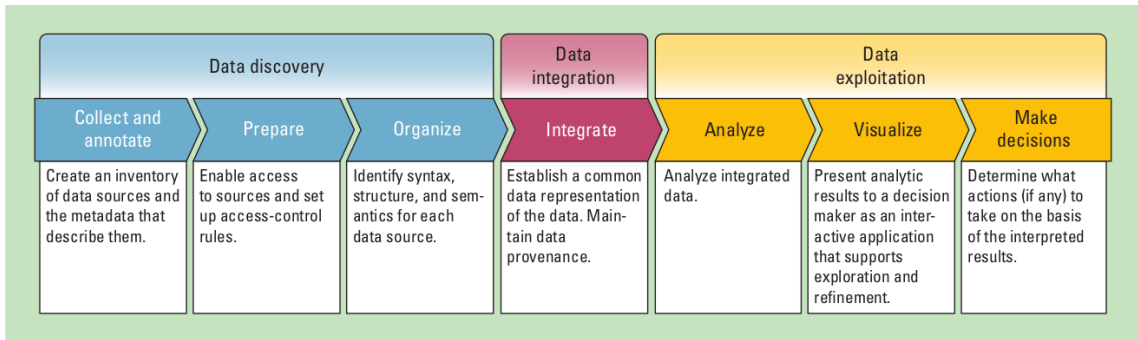 Data discovery
Data
integration
Data
exploitation
Collect and
annotate
Prepare
Organize
Integrate
Analyze
Visualize
Make
decisions
Create an inventory
of data sources and
the metadata that
describe them.
Enable access
to sources and set
up access-control
rules.
Identify syntax,
structure, and sem-
antics for each
data source.
Establish a common
data representation
of the data. Main-
tain data
provenance.
Analyze integrated
data.
Present analytic
results to a decision
maker as an inter-
active application
that supports
exploration and
refinement.
Determine what
actions (if any) to
take on the basis
of the interpreted
results.